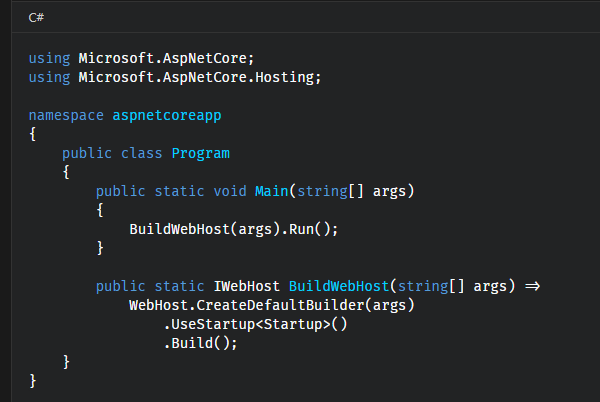 C#
using Microsoft.AspNetCore;
using Microsoft.AspNetCore.Hosting;
namespace aspnetcoreapp
{
    public class Program
    {
        public static void Main(string[] args)
        {
            BuildWebHost(args).Run();
        }
        public static IWebHost BuildWebHost(string[] args) =>
            WebHost.CreateDefaultBuilder(args)
                .UseStartup<Startup>()
                .Build();
    }
}